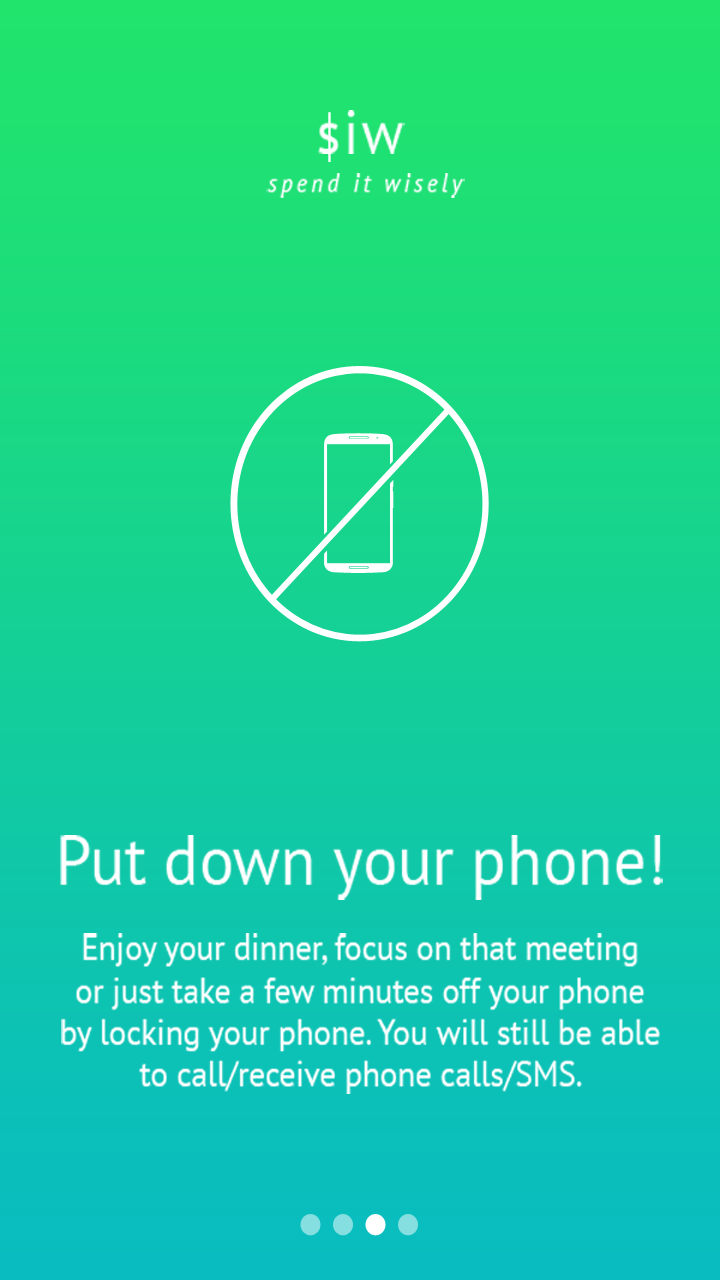 $iw
spend it wisely
Put down your phone!
Enjoy your dinner, focus on that meeting
or just take a few minutes off your phone
by locking your phone. You will still be able
to call/receive phone calls/SMS.